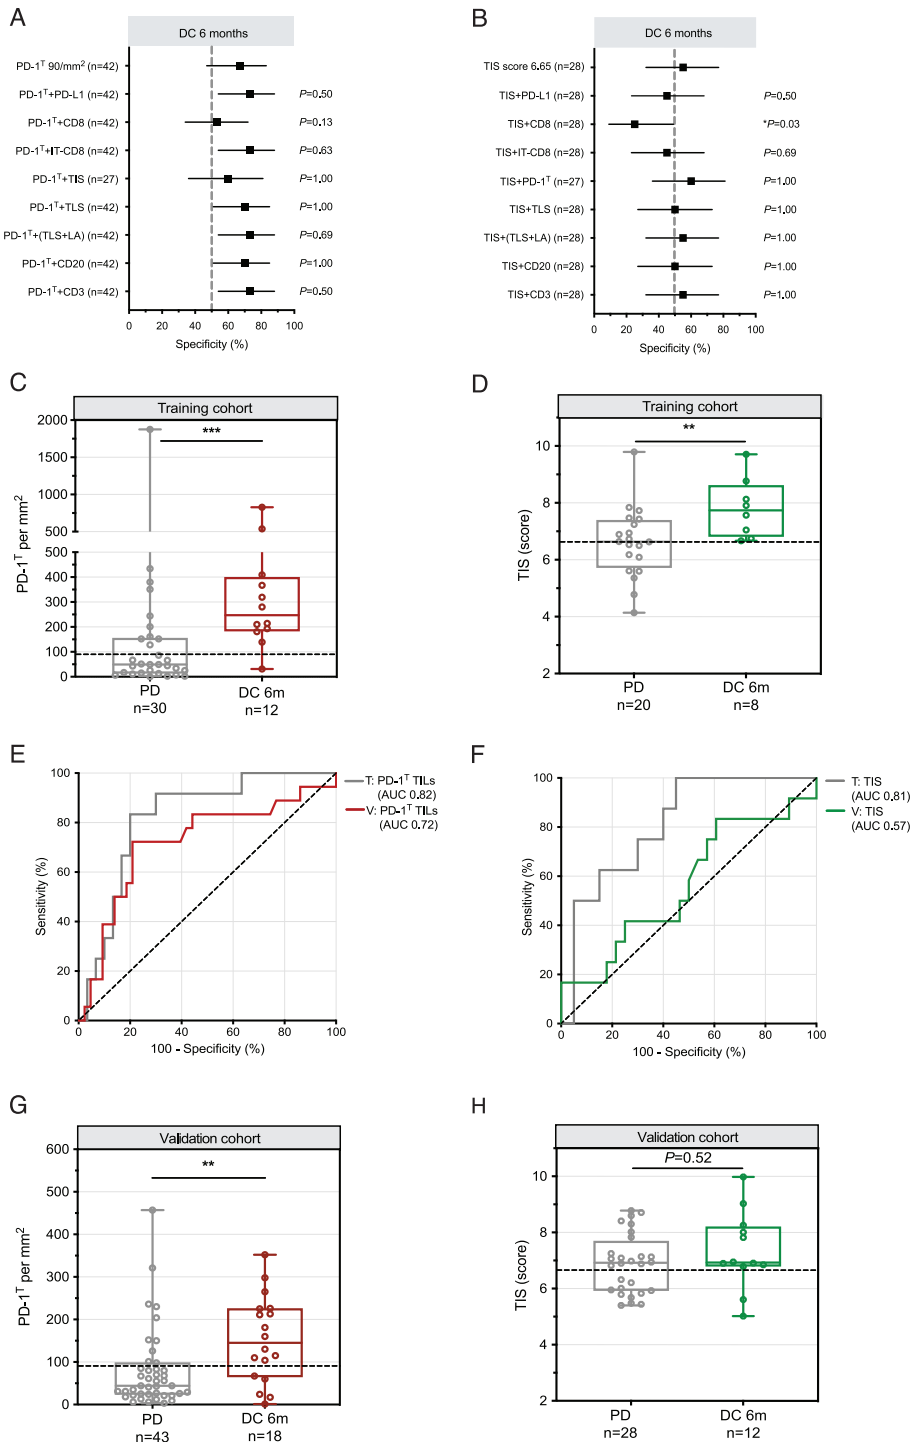 A
DC 6 months
PD-1ᵀ 90/mm² (n=42)
PD-1ᵀ+PD-L1 (n=42) P=0.50
PD-1ᵀ+CD8 (n=42) P=0.13
PD-1ᵀ+IT-CD8 (n=42) P=0.63
PD-1ᵀ+TIS (n=27) P=1.00
PD-1ᵀ+TLS (n=42) P=1.00
PD-1ᵀ+(TLS+LA) (n=42) P=0.69
PD-1ᵀ+CD20 (n=42) P=1.00
PD-1ᵀ+CD3 (n=42) P=0.50
0 20 40 60 80 100
Specificity (%)
B
DC 6 months
TIS score 6.65 (n=28)
TIS+PD-L1 (n=28) P=0.50
TIS+CD8 (n=28) *P=0.03
TIS+IT-CD8 (n=28) P=0.69
TIS+PD-1ᵀ (n=27) P=1.00
TIS+TLS (n=28) P=1.00
TIS+(TLS+LA) (n=28) P=1.00
TIS+CD20 (n=28) P=1.00
TIS+CD3 (n=28) P=1.00
0 20 40 60 80 100
Specificity (%)
C
Training cohort
PD-1ᵀ per mm²
2000
1500
1000
500
500
400
300
200
100
0
***
PD DC 6m
n=30 n=12
D
Training cohort
TIS (score)
10
8
6
4
2
**
PD DC 6m
n=20 n=8
E
Sensitivity (%)
100
80
60
40
20
0
0 20 40 60 80 100
100 - Specificity (%)
T: PD-1ᵀ TILs
(AUC 0.82)
V: PD-1ᵀ TILs
(AUC 0.72)
F
Sensitivity (%)
100
80
60
40
20
0
0 20 40 60 80 100
100 - Specificity (%)
T: TIS
(AUC 0.81)
V: TIS
(AUC 0.57)
G
Validation cohort
PD-1ᵀ per mm²
600
500
400
300
200
100
0
**
PD DC 6m
n=43 n=18
H
Validation cohort
TIS (score)
10
8
6
4
2
P=0.52
PD DC 6m
n=28 n=12